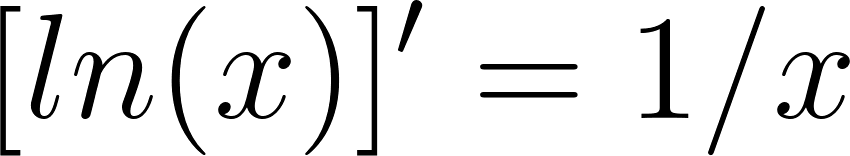 [ln(x)]′ = 1/x